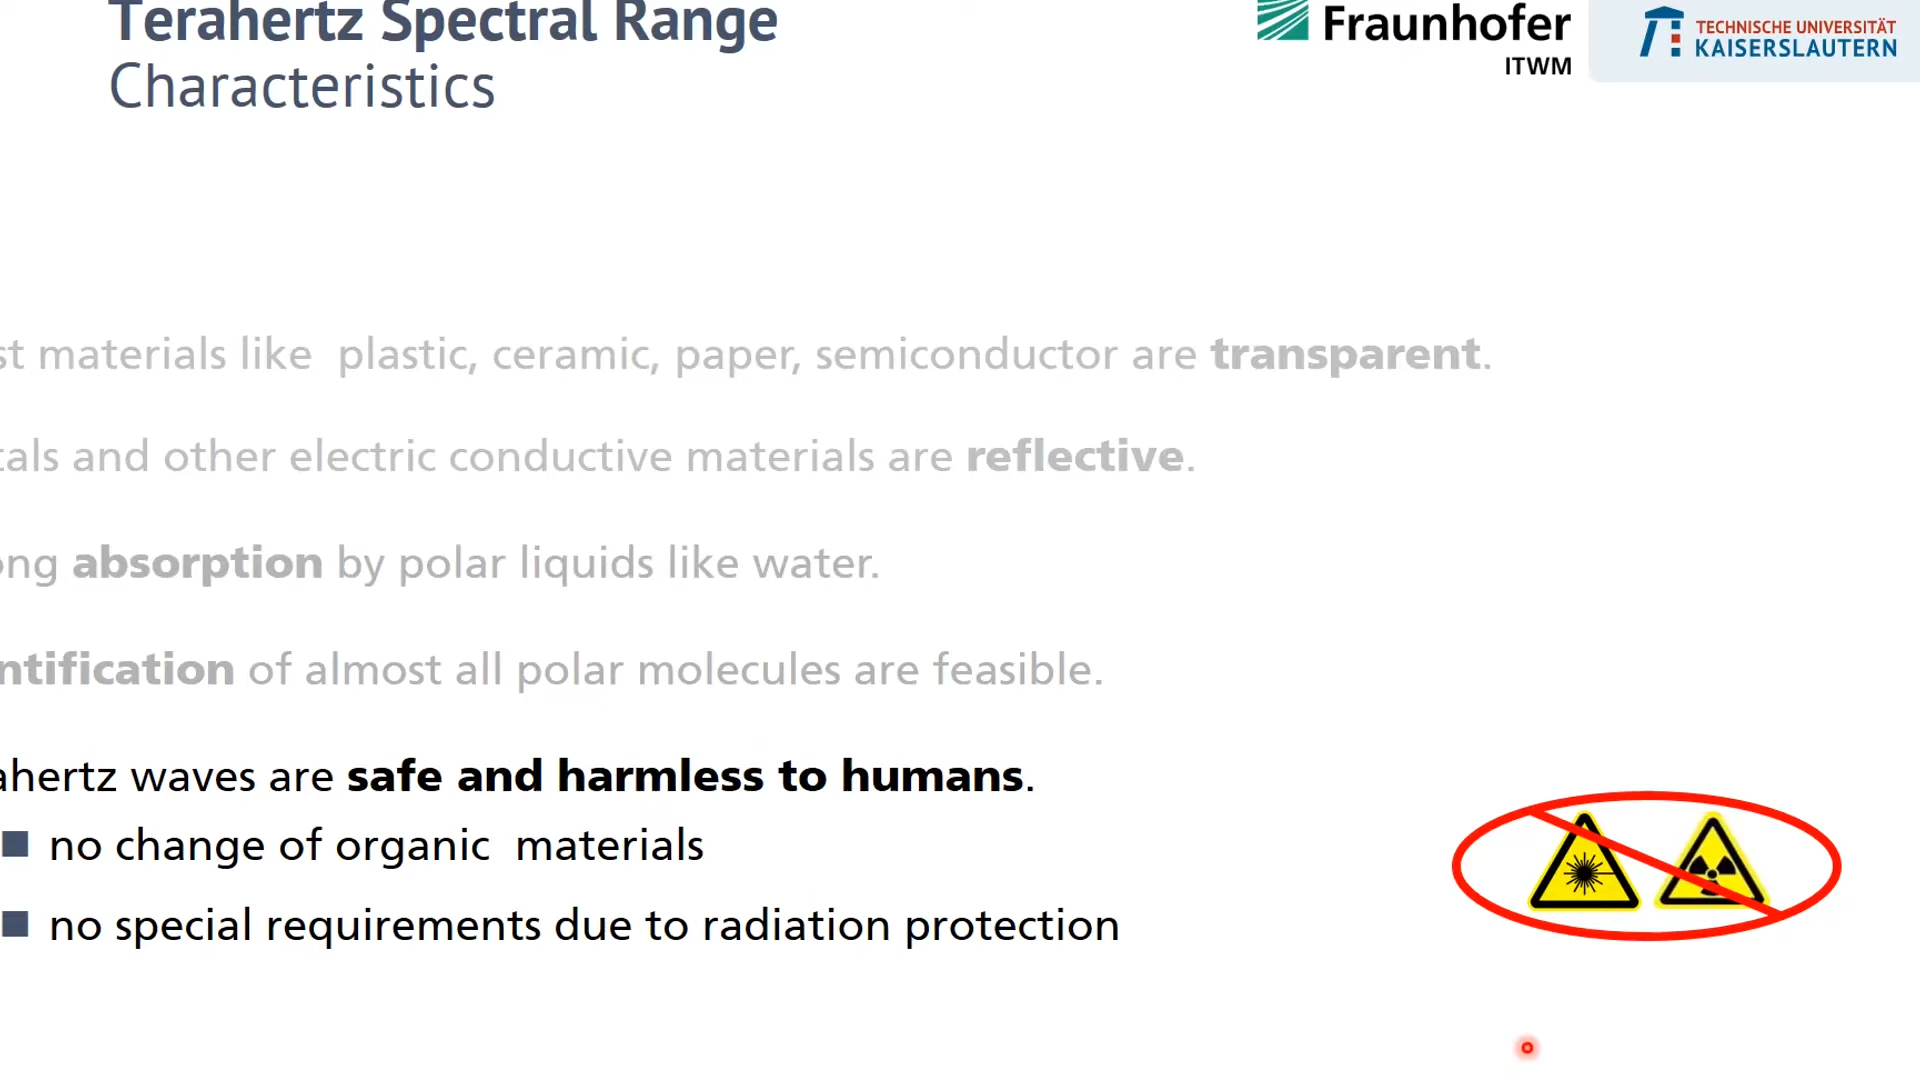 Terahertz Spectral Range
Characteristics
Fraunhofer
ITWM
TECHNISCHE UNIVERSITÄT
KAISERSLAUTERN
st materials like plastic, ceramic, paper, semiconductor are transparent.
tals and other electric conductive materials are reflective.
ong absorption by polar liquids like water.
ntification of almost all polar molecules are feasible.
ahertz waves are safe and harmless to humans.
no change of organic materials
no special requirements due to radiation protection